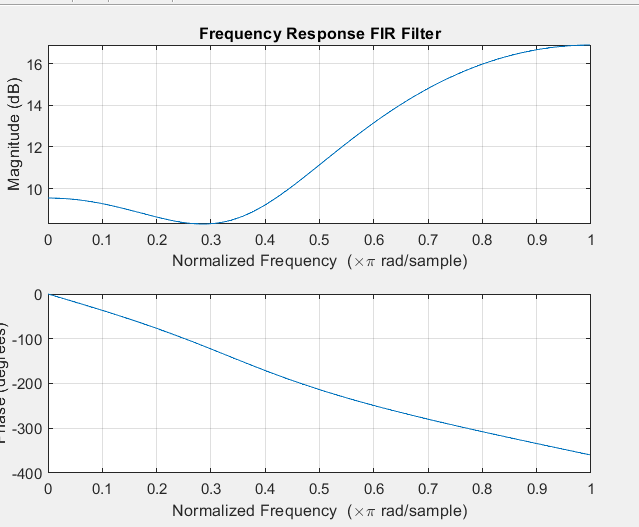 Frequency Response FIR Filter
Magnitude (dB)
16
14
12
10
0 0.1 0.2 0.3 0.4 0.5 0.6 0.7 0.8 0.9 1
Normalized Frequency (×π rad/sample)
Phase (degrees)
0
-100
-200
-300
-400
0 0.1 0.2 0.3 0.4 0.5 0.6 0.7 0.8 0.9 1
Normalized Frequency (×π rad/sample)